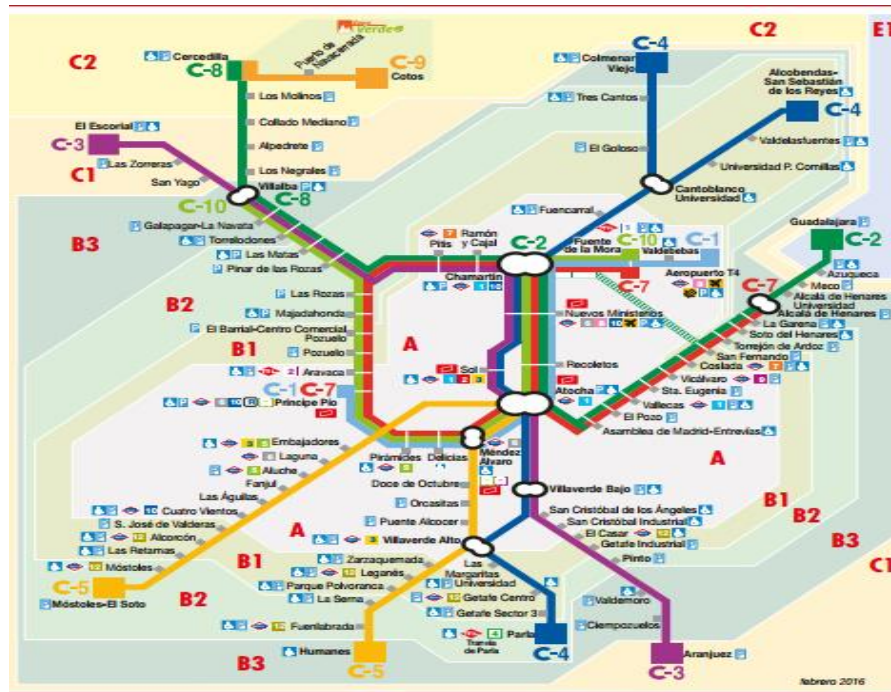 C2
Cercedilla
C-8
Puerto de
Navacerrada
C-9
Cotos
Los Molinos
Collado Mediano
Alpedrete
Los Negrales
Villalba
El Escorial
C-3
Las Zorreras
San Yago
C1
C-10
C-8
Galapagar-La Navata
Torrelodones
Las Matas
Pinar de las Rozas
B3
B2
Las Rozas
Majadahonda
El Barrial-Centro Comercial
Pozuelo
Pozuelo
B1
Aravaca
C-1 C-7
Príncipe Pío
Pitis
Ramón
y Cajal
Chamartín
C-2
Colmenar
Viejo
C-4
Tres Cantos
El Goloso
C2
E1
Alcobendas-
San Sebastián
de los Reyes
C-4
Valdelasfuentes
Universidad P. Comillas
Cantoblanco
Universidad
Fuencarral
Fuente
de la Mora
C-10
Valdebebas
C-1
C-7
Aeropuerto T4
Guadalajara
C-2
Azuqueca
Meco
Alcalá de Henares
Universidad
C-7
Alcalá de Henares
La Garena
Soto del Henares
Torrejón de Ardoz
San Fernando
Coslada
Vicálvaro
Sta. Eugenia
Vallecas
El Pozo
Asamblea de Madrid-Entrevías
A
Nuevos Ministerios
Recoletos
Sol
Atocha
Embajadores
Laguna
Aluche
Fanjul
Las Águilas
Cuatro Vientos
S. José de Valderas
Alcorcón
Las Retamas
Móstoles
C-5
Móstoles-El Soto
Pirámides
Delicias
Méndez
Álvaro
Doce de Octubre
Orcasitas
Puente Alcocer
Villaverde Alto
A
A
B1
B2
B3
B1
B2
B3
C1
Villaverde Bajo
San Cristóbal de los Ángeles
San Cristóbal Industrial
El Casar
Getafe Industrial
Pinto
Valdemoro
Ciempozuelos
C-3
Aranjuez
Zarzaquemada
Leganés
Parque Polvoranca
La Serna
Fuenlabrada
Humanes
C-5
Las
Margaritas
Universidad
Getafe Centro
Getafe Sector 3
Parla
Tranvía
de Parla
C-4
febrero 2016